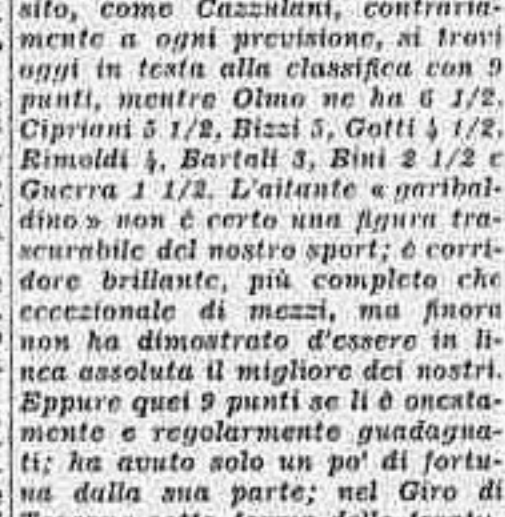 sito, come Cazzulani, contraria-
mente a ogni previsione, si trovi
oggi in testa alla classifica con 9
punti, mentre Olmo ne ha 6 1/2,
Cipriani 5 1/2, Bizzi 5, Gotti 4 1/2,
Rimoldi 4, Bartali 3, Bini 2 1/2 e
Guerra 1 1/2. L'aitante « garibal-
dino » non è certo una figura tra-
scurabile del nostro sport; è corri-
dore brillante, più completo che
eccezionale di mezzi, ma finora
non ha dimostrato d'essere in li-
nea assoluta il migliore dei nostri.
Eppure quei 9 punti se li è onesta-
mente e regolarmente guadagna-
ti; ha avuto solo un po' di fortu-
na dalla sua parte; nel Giro di